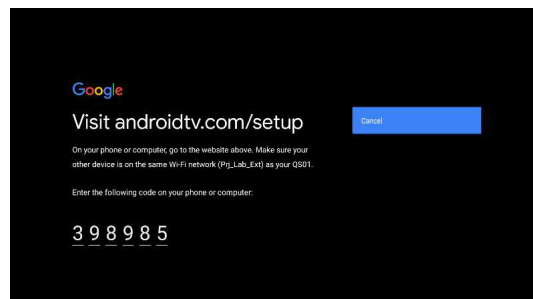 Google
Visit androidtv.com/setup
Cancel
On your phone or computer, go to the website above. Make sure your
other device is on the same Wi-Fi network (Prj_Lab_Ext) as your QS01.
Enter the following code on your phone or computer:
398985